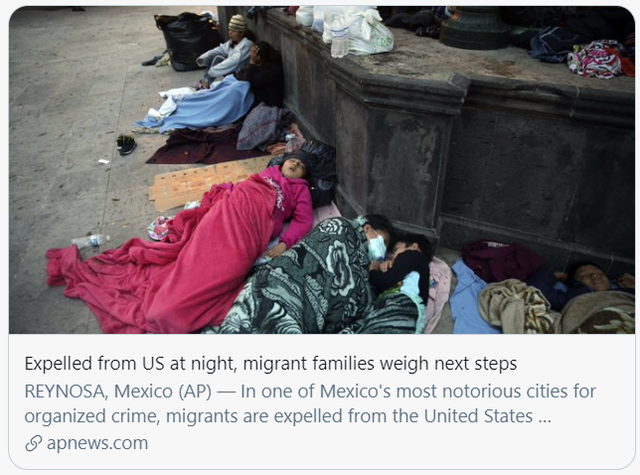 Expelled from US at night, migrant families weigh next steps
REYNOSA, Mexico (AP) — In one of Mexico's most notorious cities for
organized crime, migrants are expelled from the United States ...
apnews.com